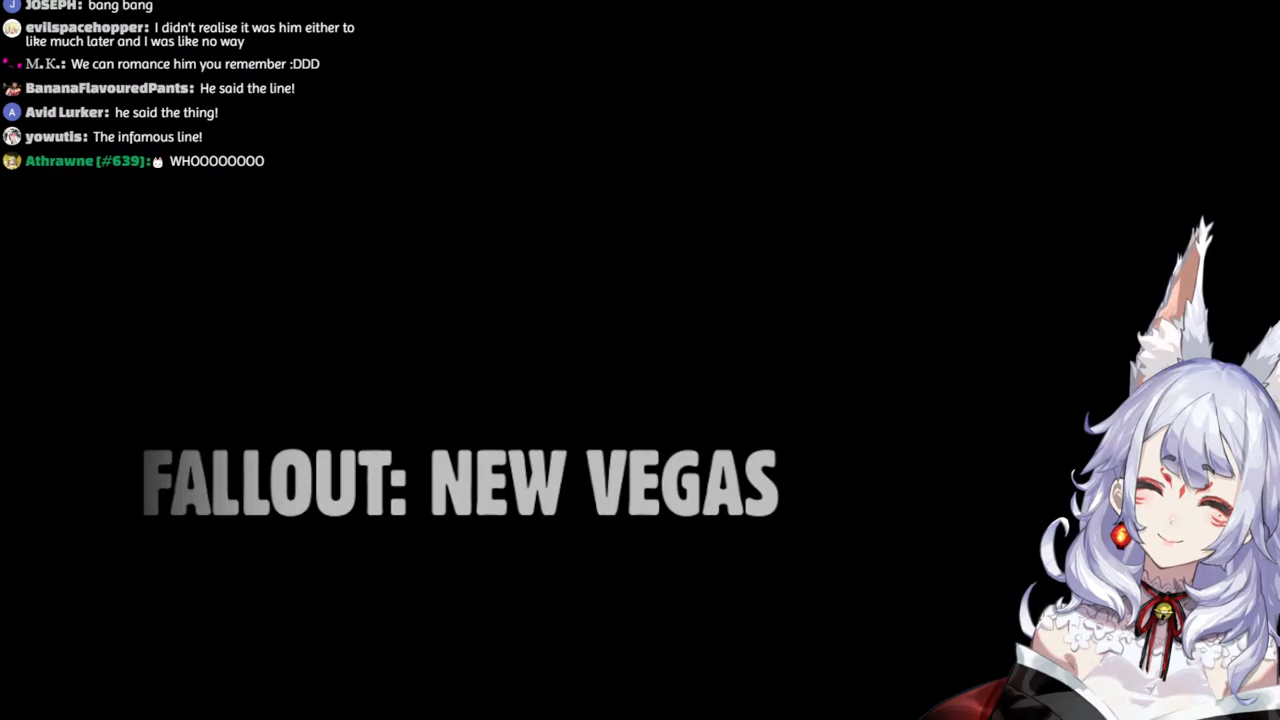 JOSEPH: bang bang
evilspacehopper: I didn't realise it was him either to
like much later and I was like no way
M.K.: We can romance him you remember :DDD
BananaFlavouredPants: He said the line!
A Avid Lurker: he said the thing!
yowutis: The infamous line!
Athrawne [#639]: WHOOOOOOOO
FALLOUT: NEW VEGAS